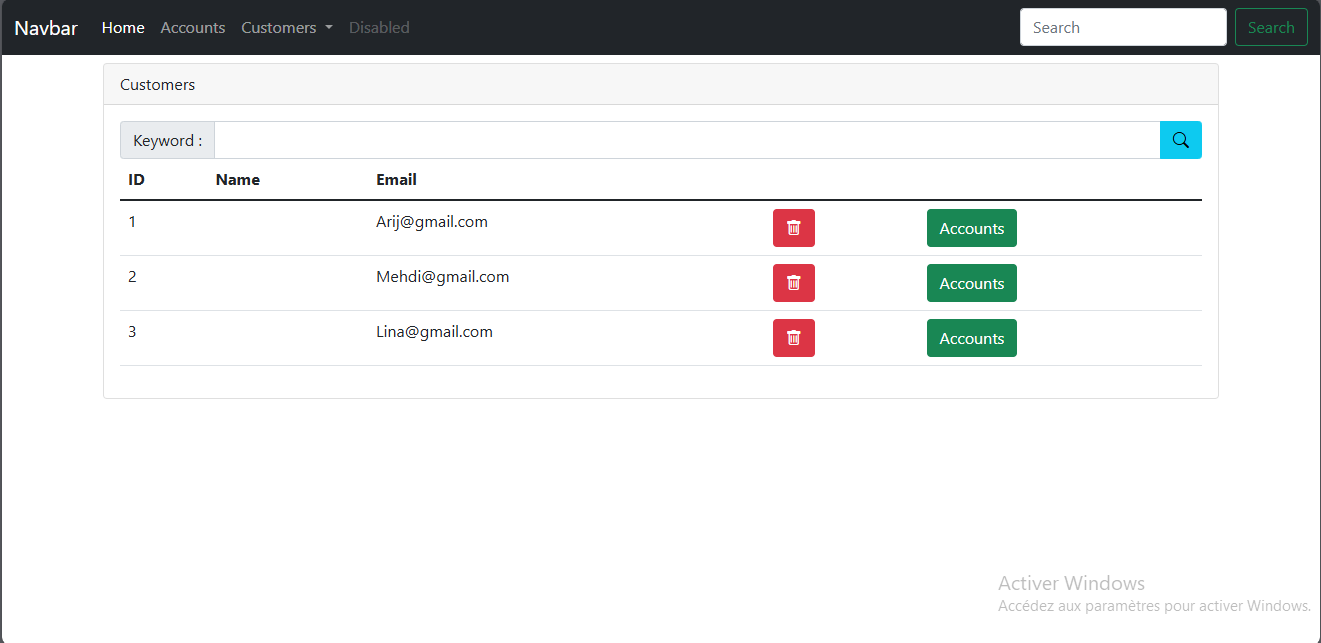 Navbar Home Accounts Customers Disabled Search Search
Customers
Keyword :
ID Name Email
1 Arij@gmail.com Accounts
2 Mehdi@gmail.com Accounts
3 Lina@gmail.com Accounts
Activer Windows
Accédez aux paramètres pour activer Windows.